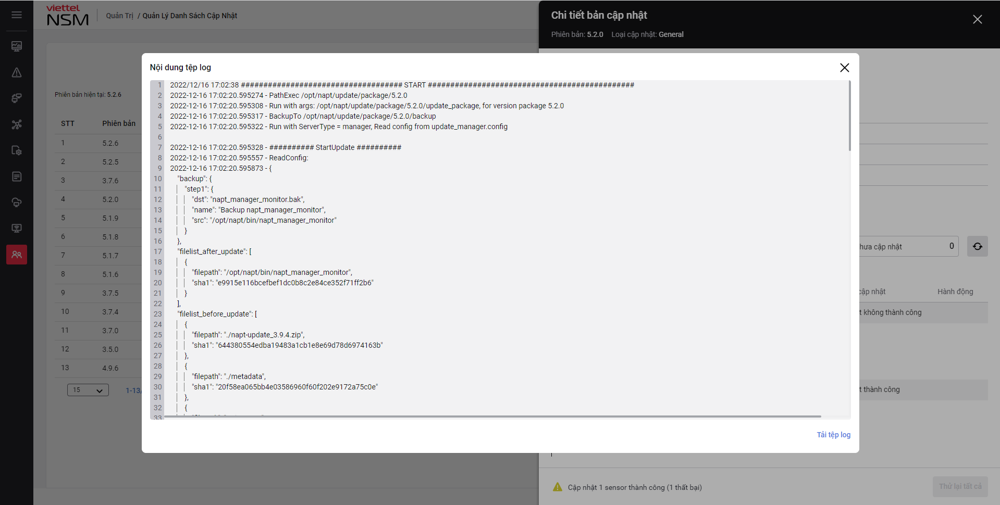 viettel
NSM
Quản Trị / Quản Lý Danh Sách Cập Nhật
Chi tiết bản cập nhật
Phiên bản: 5.2.0 Loại cập nhật: General
Phiên bản hiện tại: 5.2.6
STT Phiên bản
1 5.2.6
2 5.2.5
3 3.7.6
4 5.2.0
5 5.1.9
6 5.1.8
7 5.1.7
8 5.1.6
9 3.7.5
10 3.7.4
11 3.7.0
12 3.5.0
13 4.9.6
15 1-13/
Nội dung tệp log
1 2022/12/16 17:02:38 #################################### START ##############################################
2 2022-12-16 17:02:20.595274 - PathExec /opt/napt/update/package/5.2.0
3 2022-12-16 17:02:20.595308 - Run with args: /opt/napt/update/package/5.2.0/update_package, for version package 5.2.0
4 2022-12-16 17:02:20.595317 - BackupTo /opt/napt/update/package/5.2.0/backup
5 2022-12-16 17:02:20.595322 - Run with ServerType = manager, Read config from update_manager.config
6
7 2022-12-16 17:02:20.595328 - ########## StartUpdate ##########
8 2022-12-16 17:02:20.595557 - ReadConfig:
9 2022-12-16 17:02:20.595873 - {
10 "backup": {
11 "step1": {
12 "dst": "napt_manager_monitor.bak",
13 "name": "Backup napt_manager_monitor",
14 "src": "/opt/napt/bin/napt_manager_monitor"
15 }
16 },
17 "filelist_after_update": [
18 {
19 "filepath": "/opt/napt/bin/napt_manager_monitor",
20 "sha1": "e9915e116bcefbef1dc0b8c2e84ce352f71ff2b6"
21 }
22 ],
23 "filelist_before_update": [
24 {
25 "filepath": "./napt-update_3.9.4.zip",
26 "sha1": "644380554edba19483a1cb1e8e69d78d6974163b"
27 },
28 {
29 "filepath": "./metadata",
30 "sha1": "20f58ea065bb4e03586960f60f202e9172a75c0e"
31 },
32 {
33
Tải tệp log
hưa cập nhật 0
cập nhật Hành động
t không thành công
t thành công
Cập nhật 1 sensor thành công (1 thất bại)
Thử lại tất cả